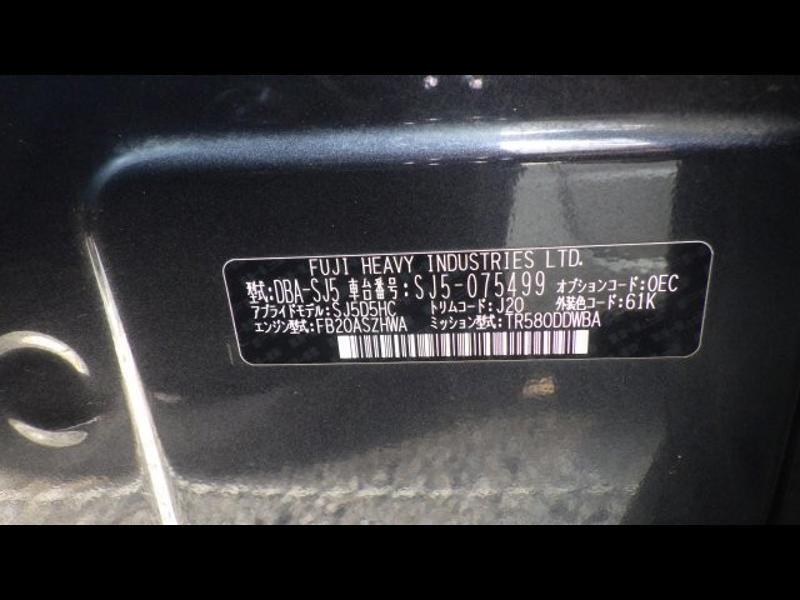 FUJI HEAVY INDUSTRIES LTD.
型式:DBA-SJ5 車台番号:SJ5-075499 オプションコード:0EC
アプライドモデル:SJ5D5HC トリムコード:J20 外装色コード:61K
エンジン型式:FB20ASZHWA ミッション型式:TR580DDWBA